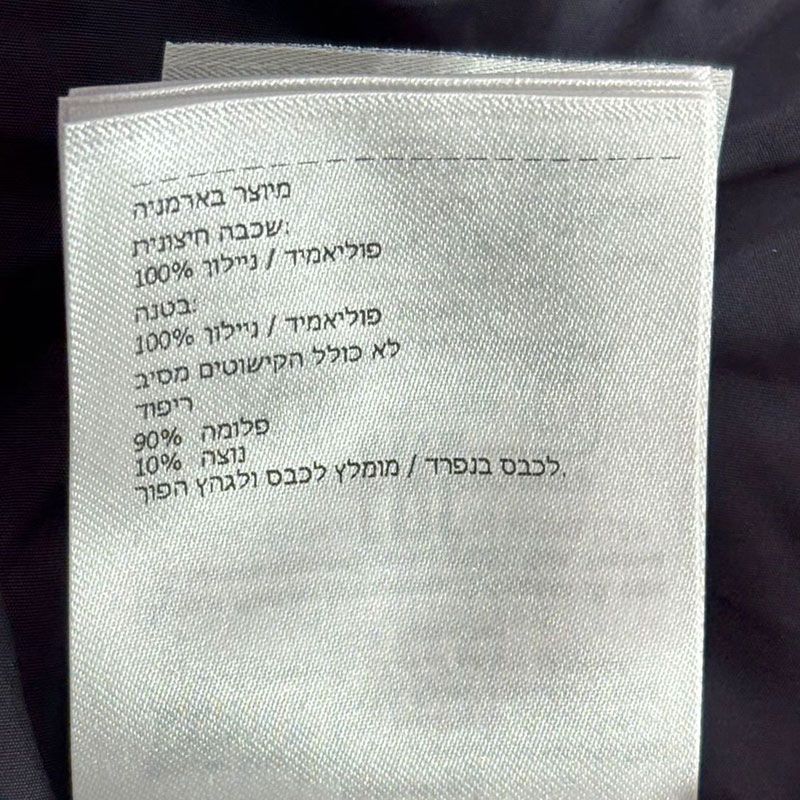 מיוצר בארמניה
שכבה חיצונית:
פוליאמיד / ניילון 100%
בטנה:
פוליאמיד / ניילון 100%
לא כולל הקישוטים מסיב
ריפוד
פלומה 90%
נוצה 10%
לכבס בנפרד / מומלץ לכבס ולגהץ הפוך.